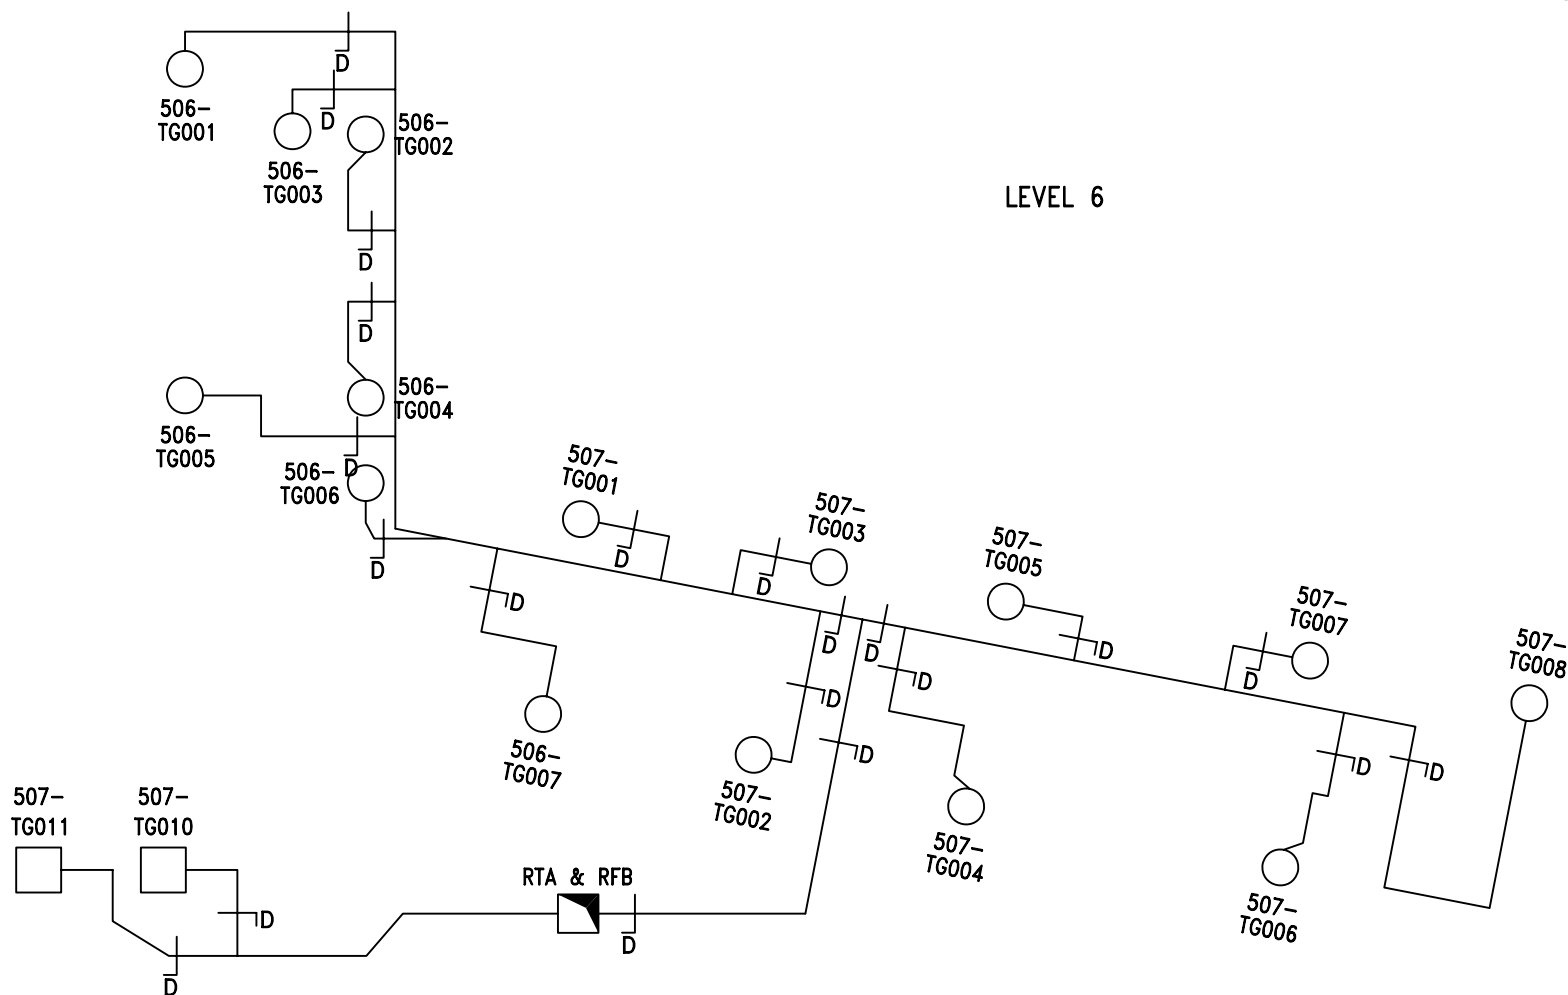 D
506-
TG001
D
506-
TG002
506-
TG003
LEVEL 6
D
D
506-
TG004
506-
TG005
D
506-
TG006
507-
TG001
D
507-
TG003
D
D
507-
TG005
507-
TG007
507-
TG008
D
D
D
D
D
D
D
D
506-
TG007
D
D
D
507-
TG002
507-
TG004
507-
TG011
507-
TG010
RTA & RFB
507-
TG006
D
D
D